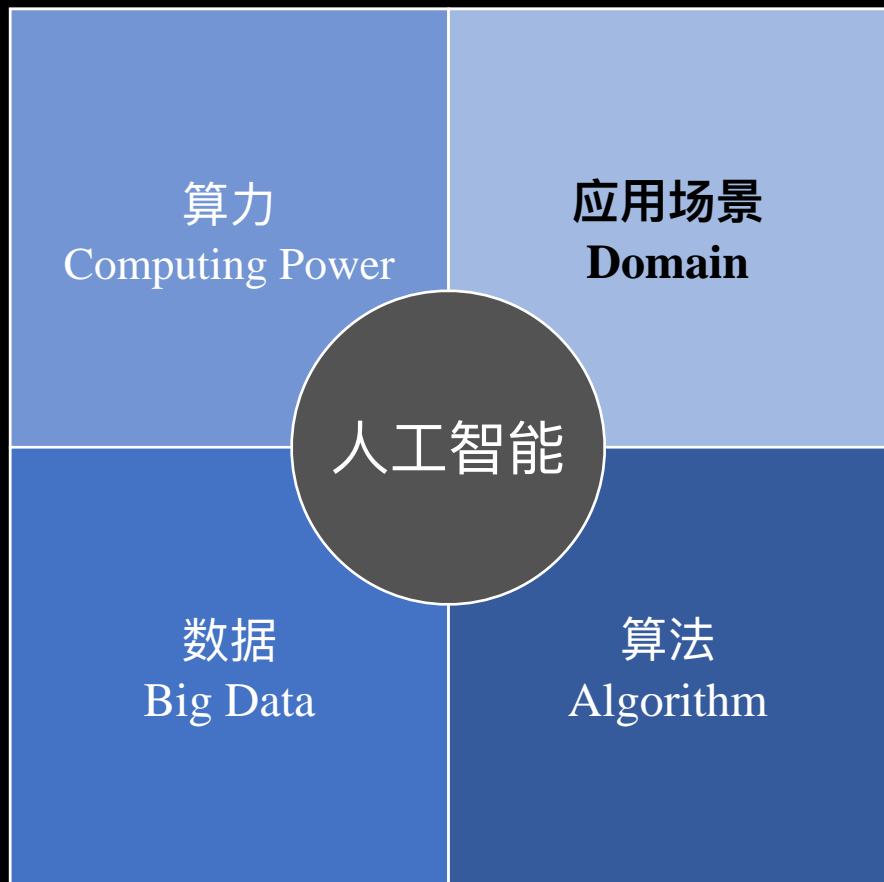 算力
Computing Power
应用场景
Domain
人工智能
数据
Big Data
算法
Algorithm